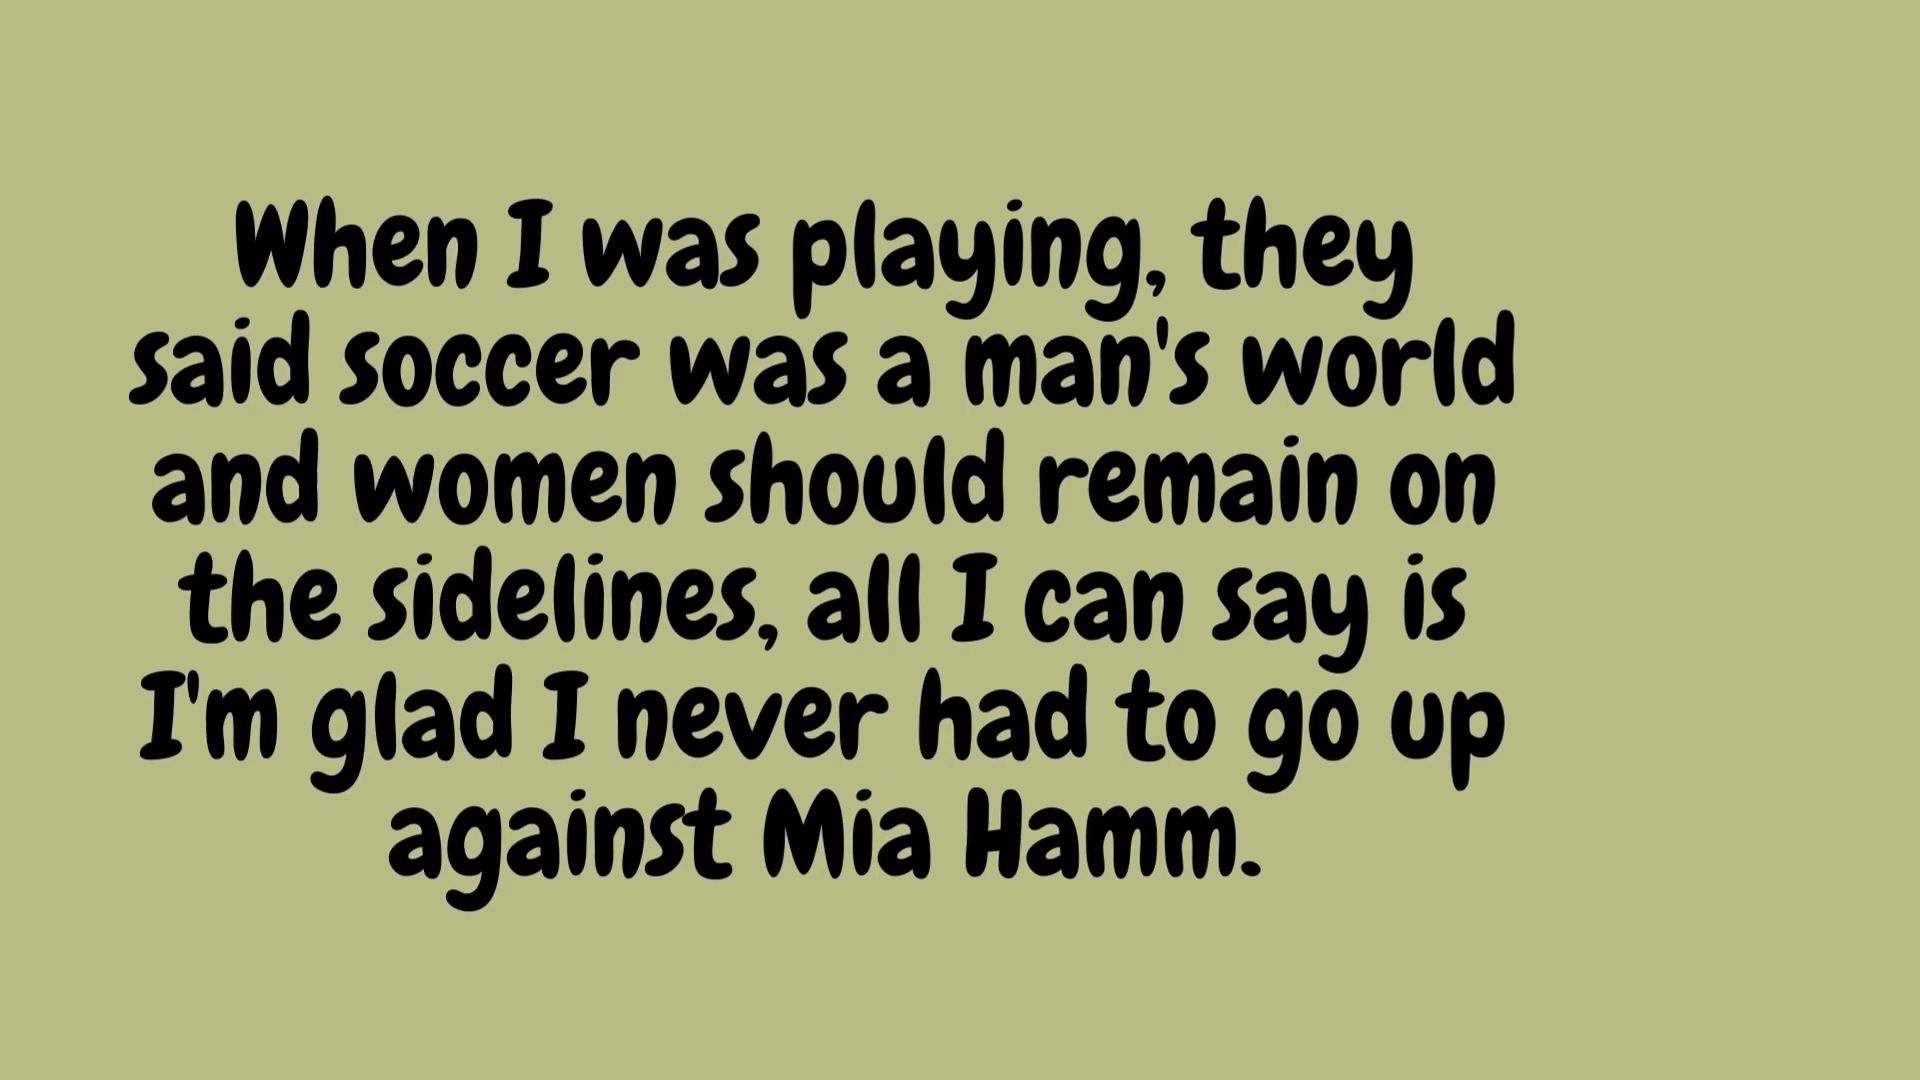 When I was playing, they
said soccer was a man's world
and women should remain on
the sidelines, all I can say is
I'm glad I never had to go up
against Mia Hamm.